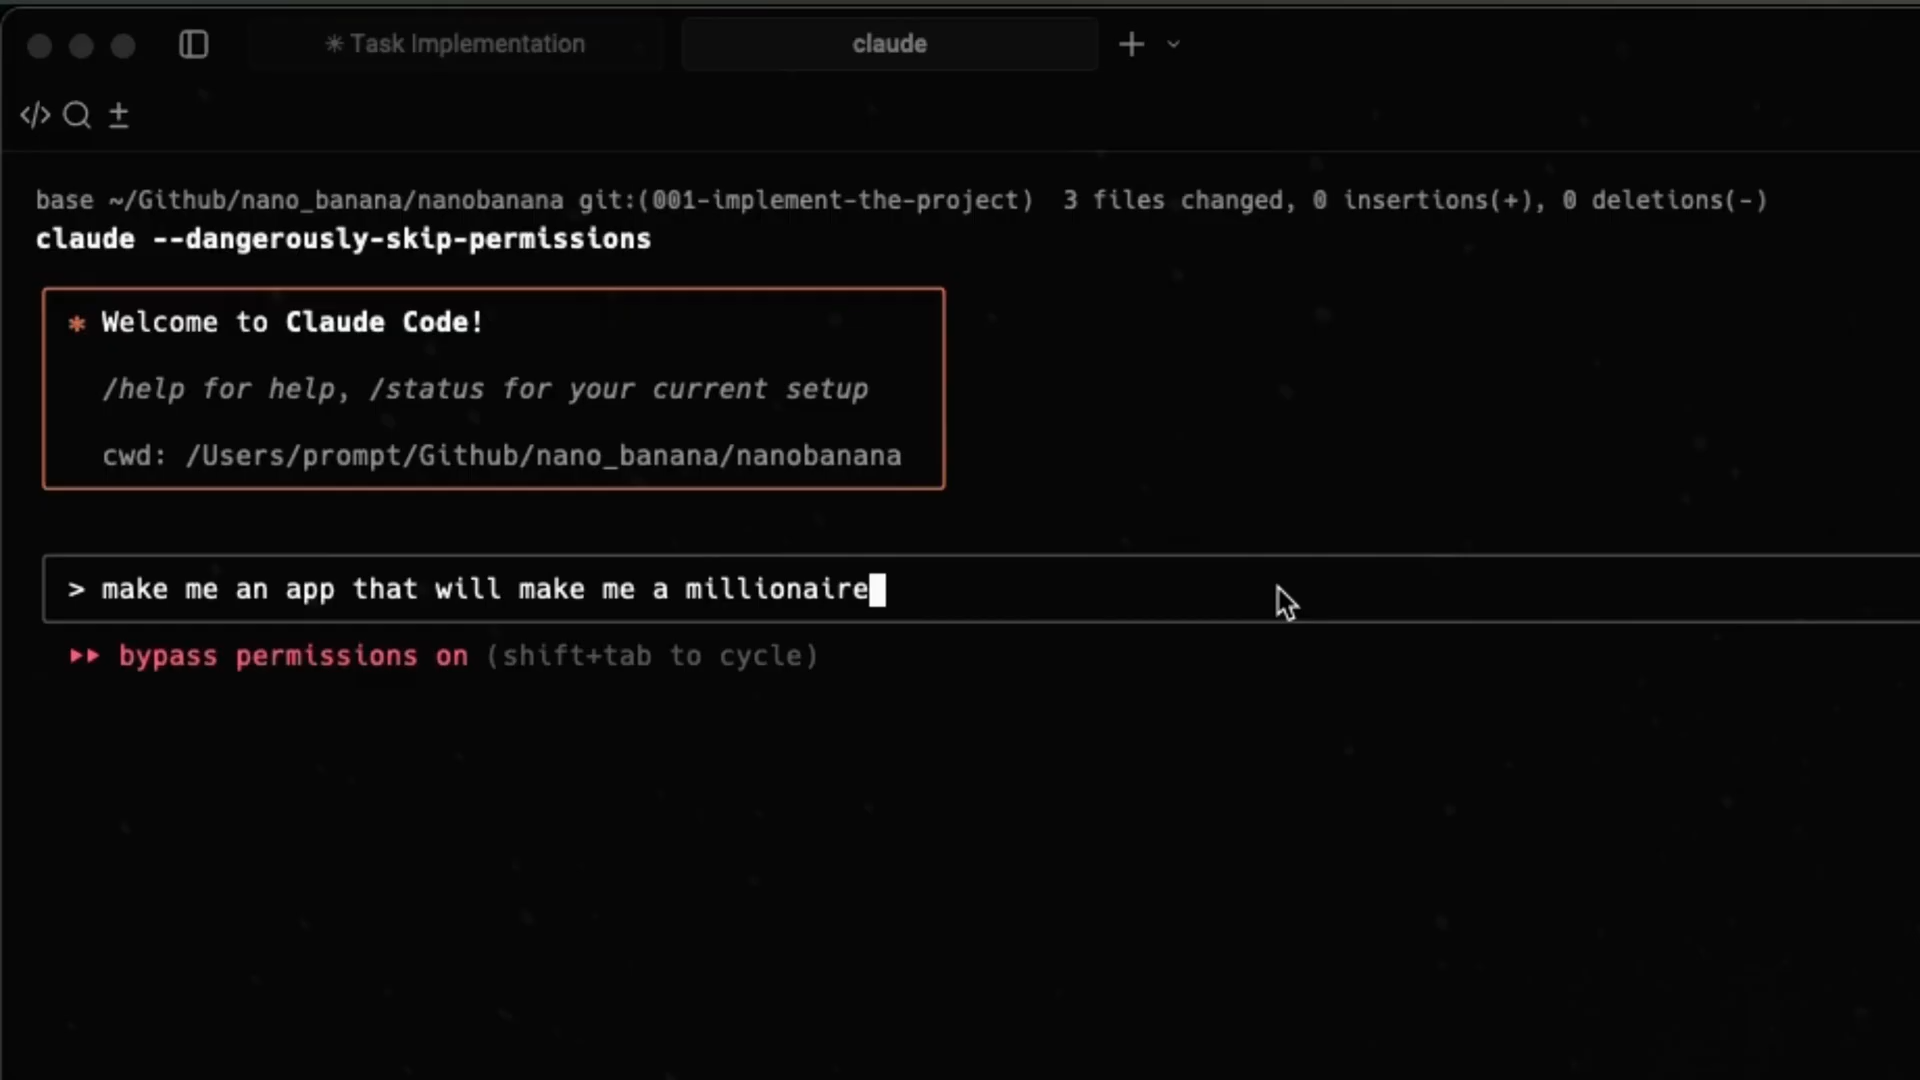 ✳ Task Implementation
claude
base ~/Github/nano_banana/nanobanana git:(001-implement-the-project) 3 files changed, 0 insertions(+), 0 deletions(-)
claude --dangerously-skip-permissions
* Welcome to Claude Code!
/help for help, /status for your current setup
cwd: /Users/prompt/Github/nano_banana/nanobanana
> make me an app that will make me a millionaire
bypass permissions on (shift+tab to cycle)